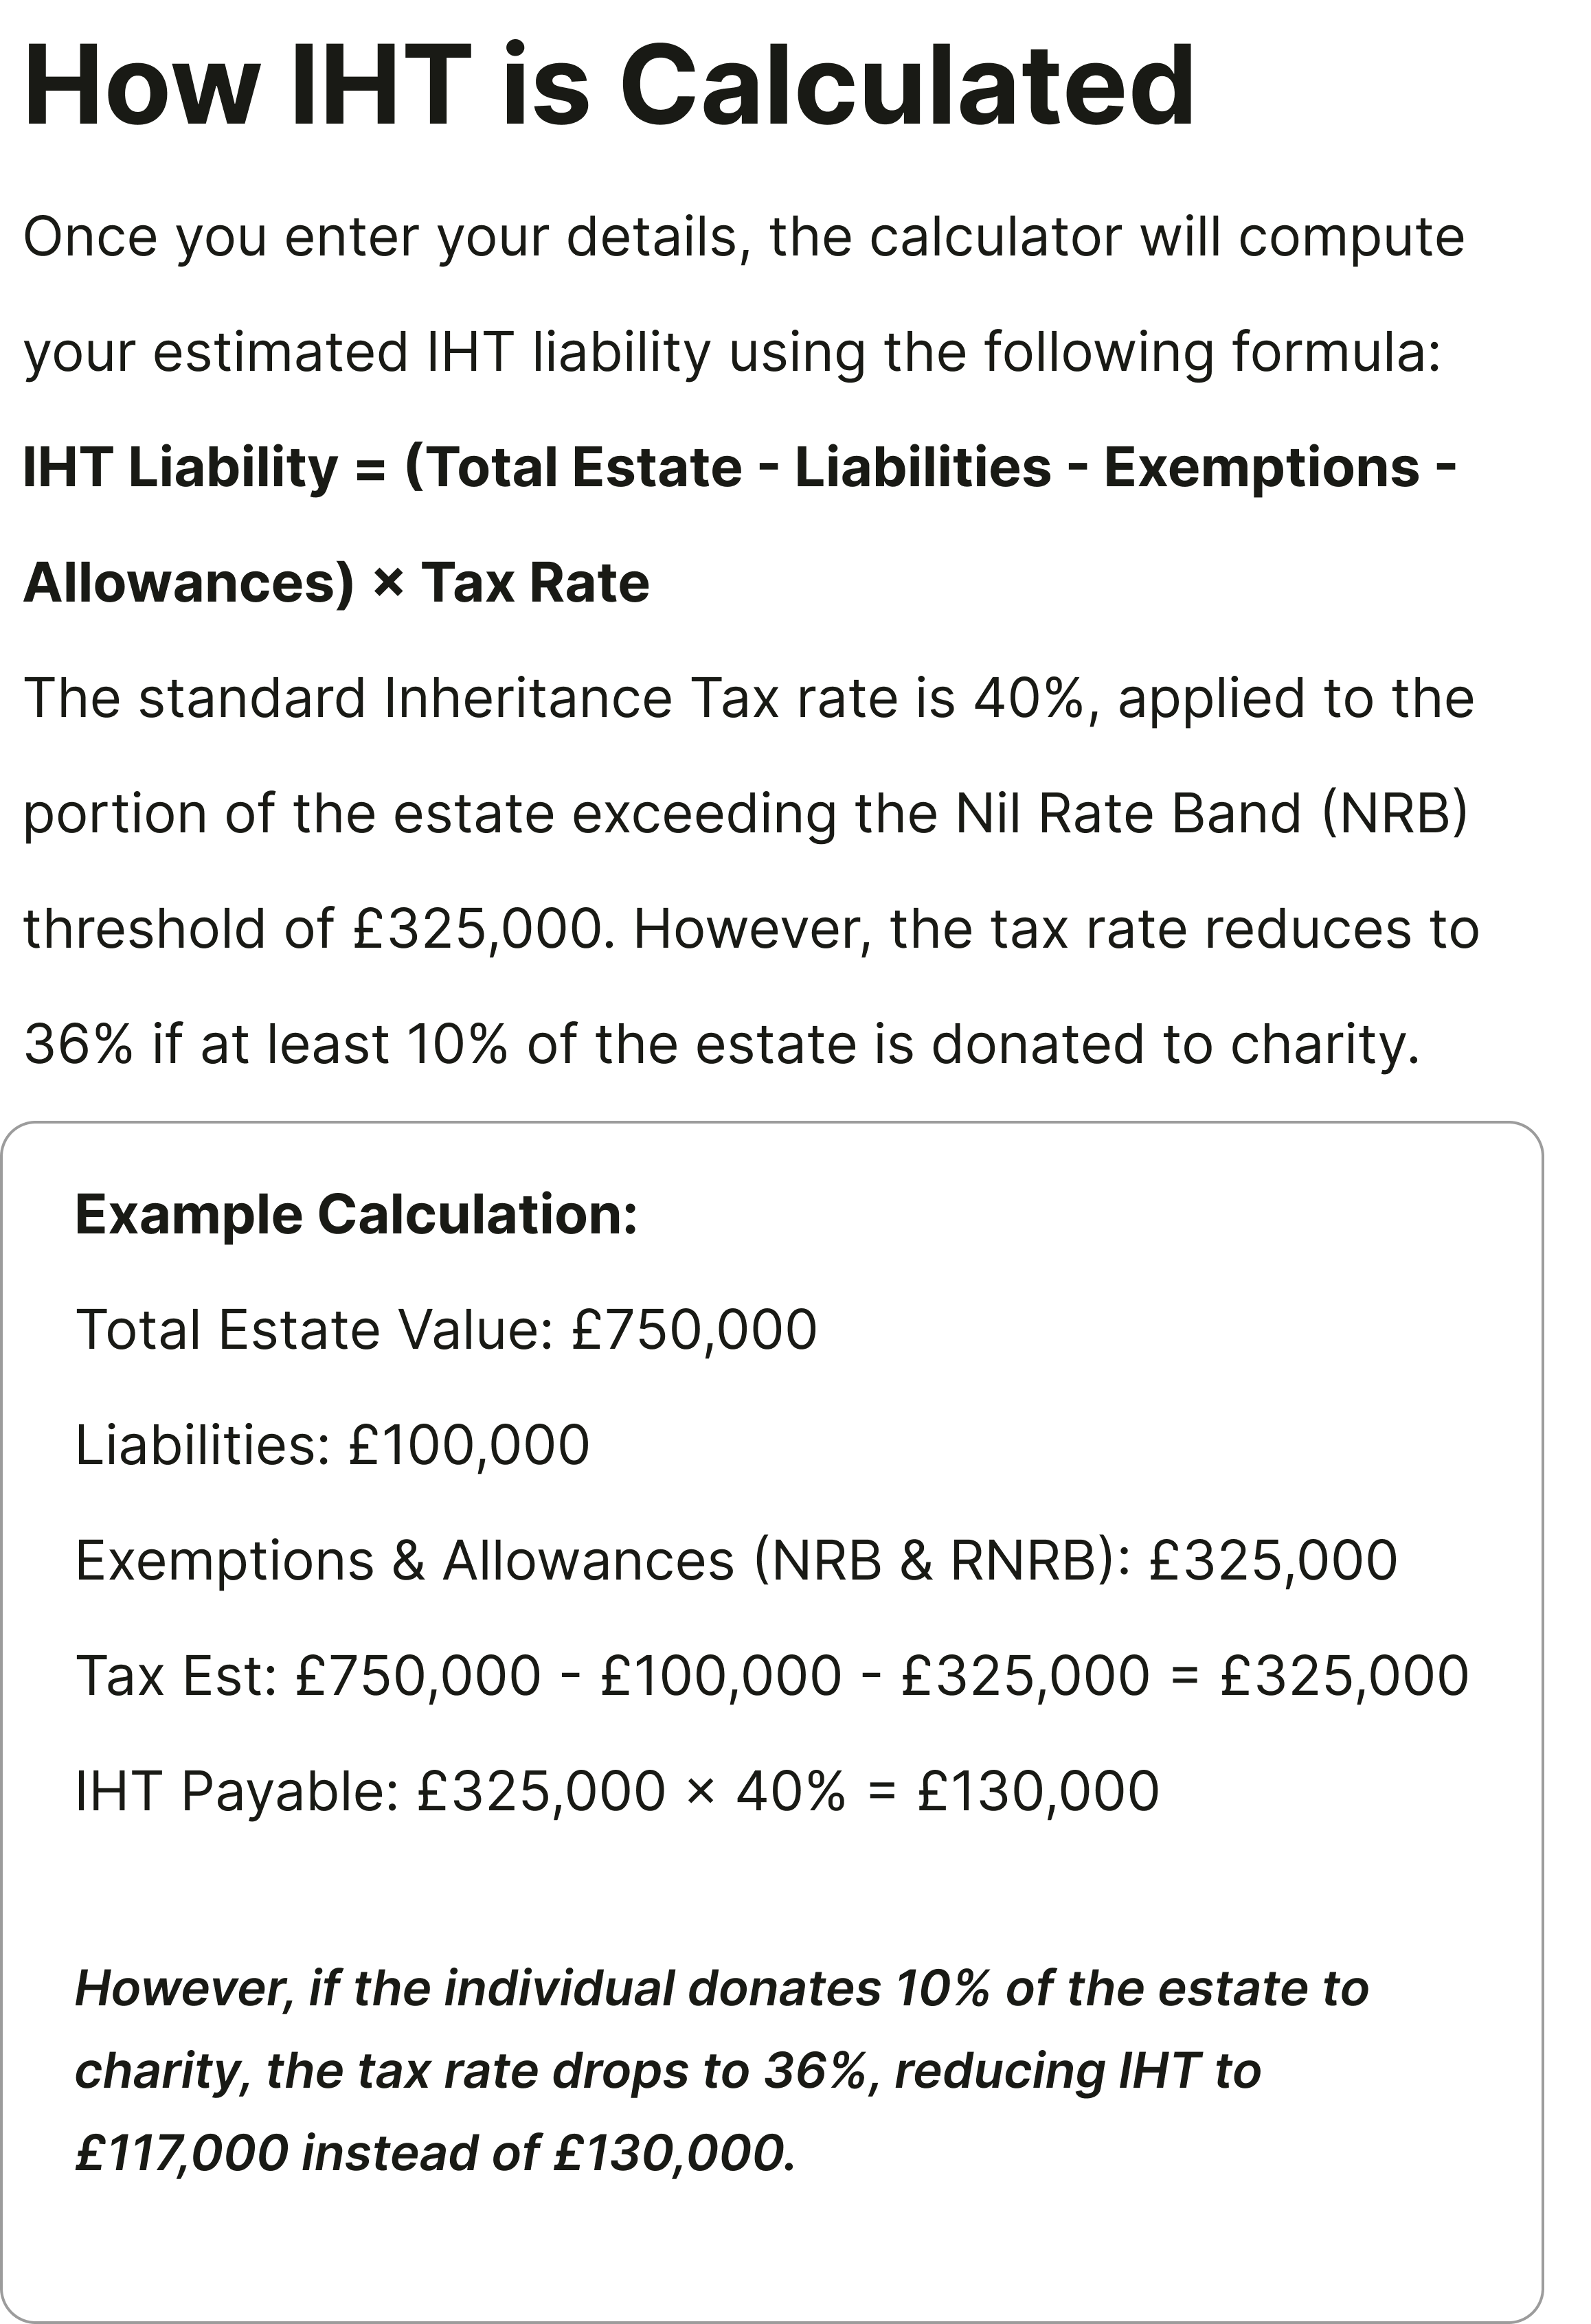 How IHT is Calculated
Once you enter your details, the calculator will compute
your estimated IHT liability using the following formula:
IHT Liability = (Total Estate - Liabilities - Exemptions -
Allowances) × Tax Rate
The standard Inheritance Tax rate is 40%, applied to the
portion of the estate exceeding the Nil Rate Band (NRB)
threshold of £325,000. However, the tax rate reduces to
36% if at least 10% of the estate is donated to charity.
Example Calculation:
Total Estate Value: £750,000
Liabilities: £100,000
Exemptions & Allowances (NRB & RNRB): £325,000
Tax Est: £750,000 - £100,000 - £325,000 = £325,000
IHT Payable: £325,000 × 40% = £130,000
However, if the individual donates 10% of the estate to
charity, the tax rate drops to 36%, reducing IHT to
£117,000 instead of £130,000.